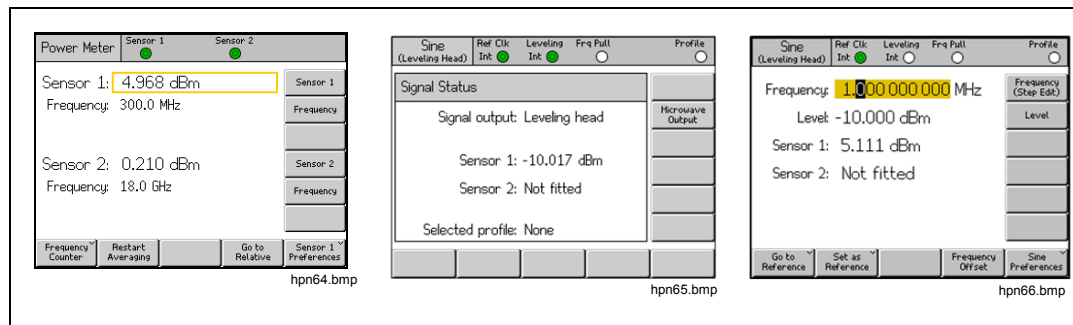 Power Meter Sensor 1 Sensor 2
Sensor 1: 4.968 dBm Sensor 1
Frequency: 300.0 MHz Frequency
Sensor 2: 0.210 dBm Sensor 2
Frequency: 18.0 GHz Frequency
Frequency Counter Restart Averaging Go to Relative Sensor 1 Preferences
hpn64.bmp
Sine (Leveling Head) Ref Clk Int Leveling Int Frq Pull Profile
Signal Status
Signal output: Leveling head Microwave Output
Sensor 1: -10.017 dBm
Sensor 2: Not fitted
Selected profile: None
hpn65.bmp
Sine (Leveling Head) Ref Clk Int Leveling Int Frq Pull Profile
Frequency: 1.000 000 000 MHz Frequency (Step Edit)
Level: -10.000 dBm Level
Sensor 1: 5.111 dBm
Sensor 2: Not fitted
Go to Reference Set as Reference Frequency Offset Sine Preferences
hpn66.bmp